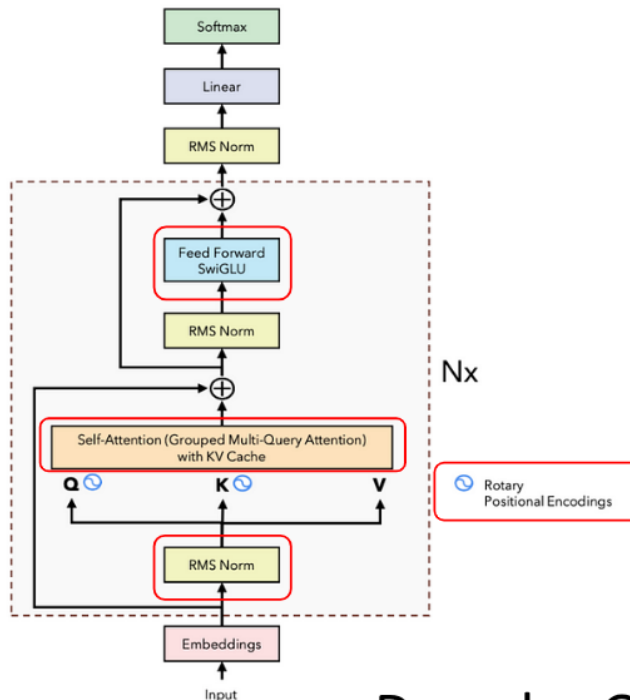 Softmax
Linear
RMS Norm
Feed Forward
SwiGLU
RMS Norm
Nx
Self-Attention (Grouped Multi-Query Attention)
with KV Cache
Q K V
Rotary
Positional Encodings
RMS Norm
Embeddings
Input